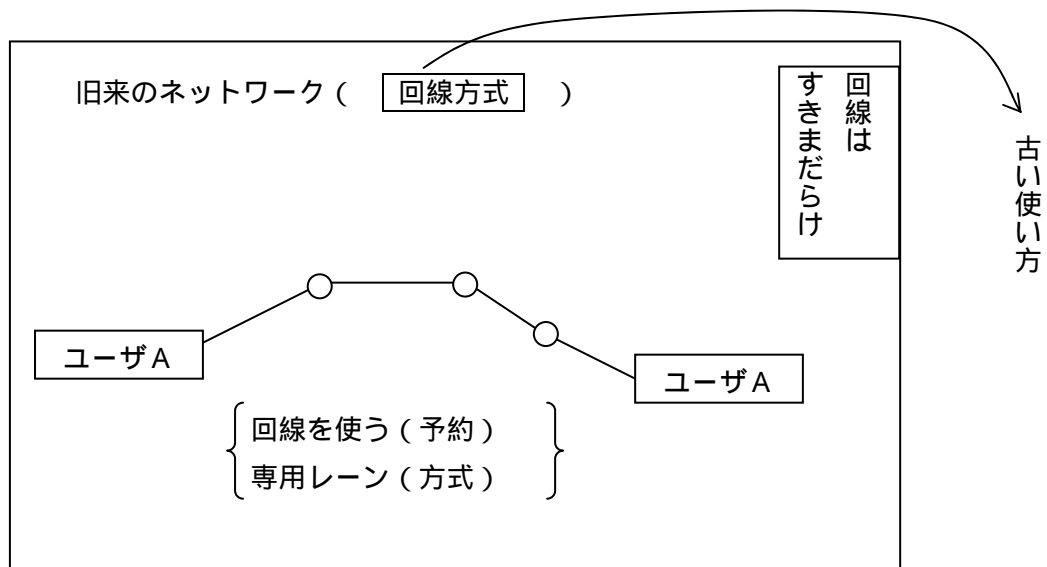 旧来のネットワーク( 回線方式 )
回線は
すきまだらけ
古い使い方
ユーザA
ユーザA
回線を使う(予約)
専用レーン(方式)